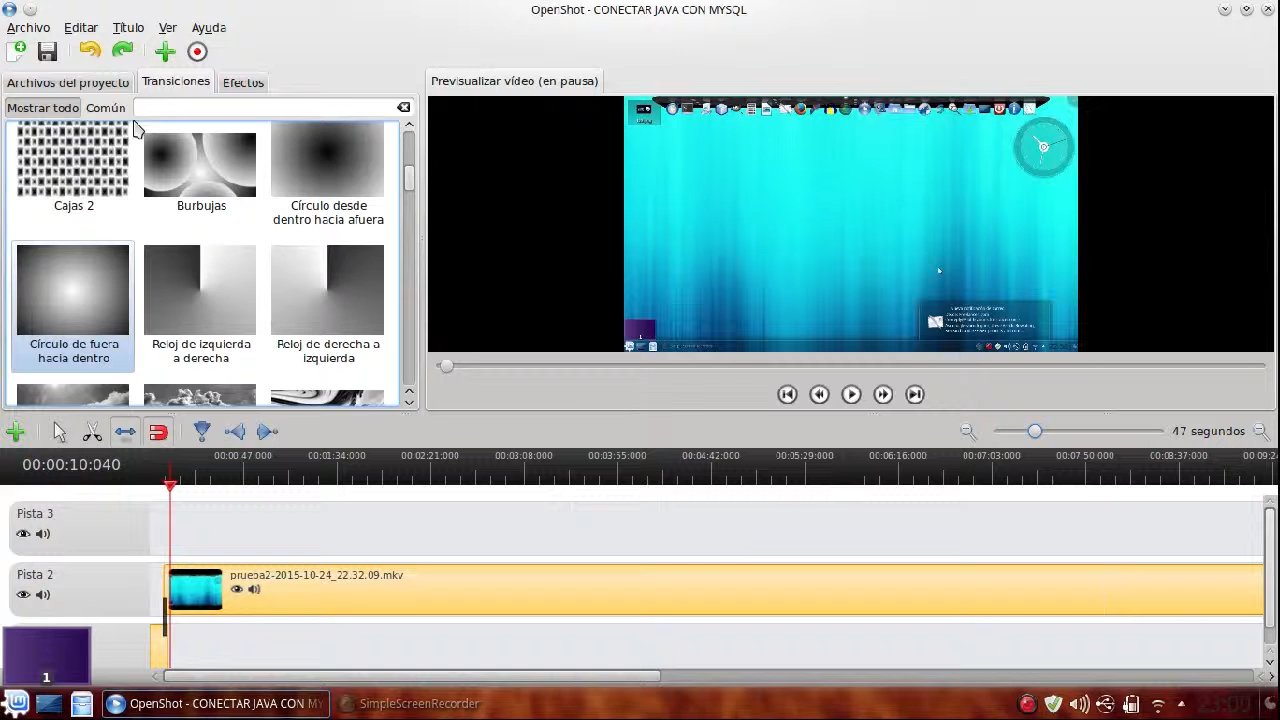 OpenShot - CONECTAR JAVA CON MYSQL
Archivo Editar Título Ver Ayuda
Archivos del proyecto Transiciones Efectos
Previsualizar vídeo (en pausa)
Mostrar todo Común
Cajas 2
Burbujas
Círculo desde
dentro hacia afuera
Círculo de fuera
hacia dentro
Reloj de izquierda
a derecha
Reloj de derecha a
izquierda
47 segundos
00:00:10:040
00:00:47:000 00:01:34:000 00:02:21:000 00:03:08:000 00:03:55:000 00:04:42:000 00:05:29:000 00:06:16:000 00:07:03:000 00:07:50:000 00:08:37:000
Pista 3
Pista 2
prueba2-2015-10-24_22.32.09.mkv
1
OpenShot - CONECTAR JAVA CON MY
SimpleScreenRecorder